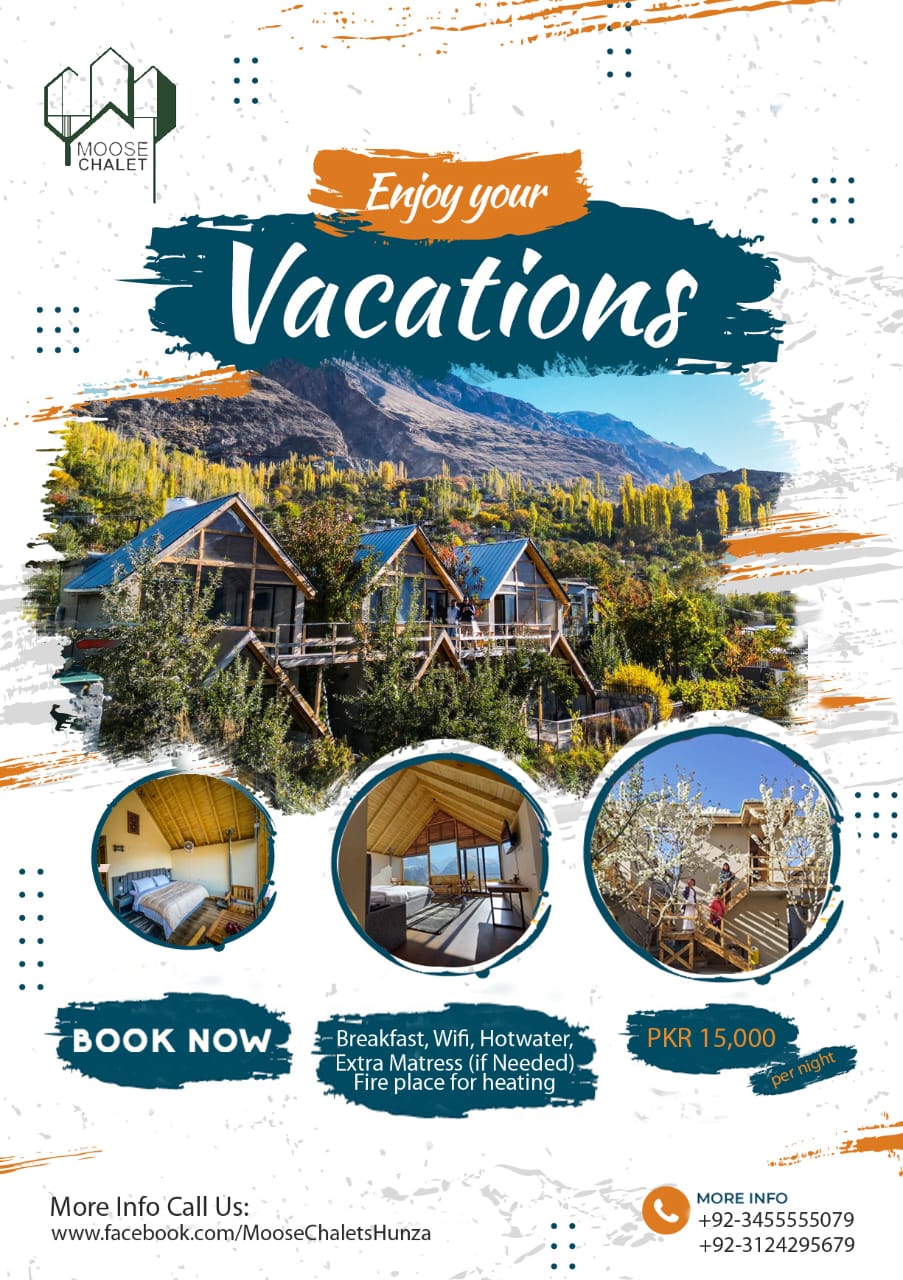 MOOSE
CHALET
Enjoy your
Vacations
BOOK NOW
Breakfast, Wifi, Hotwater,
Extra Matress (if Needed)
Fire place for heating
PKR 15,000
per night
More Info Call Us:
www.facebook.com/MooseChaletsHunza
MORE INFO
+92-3455555079
+92-3124295679